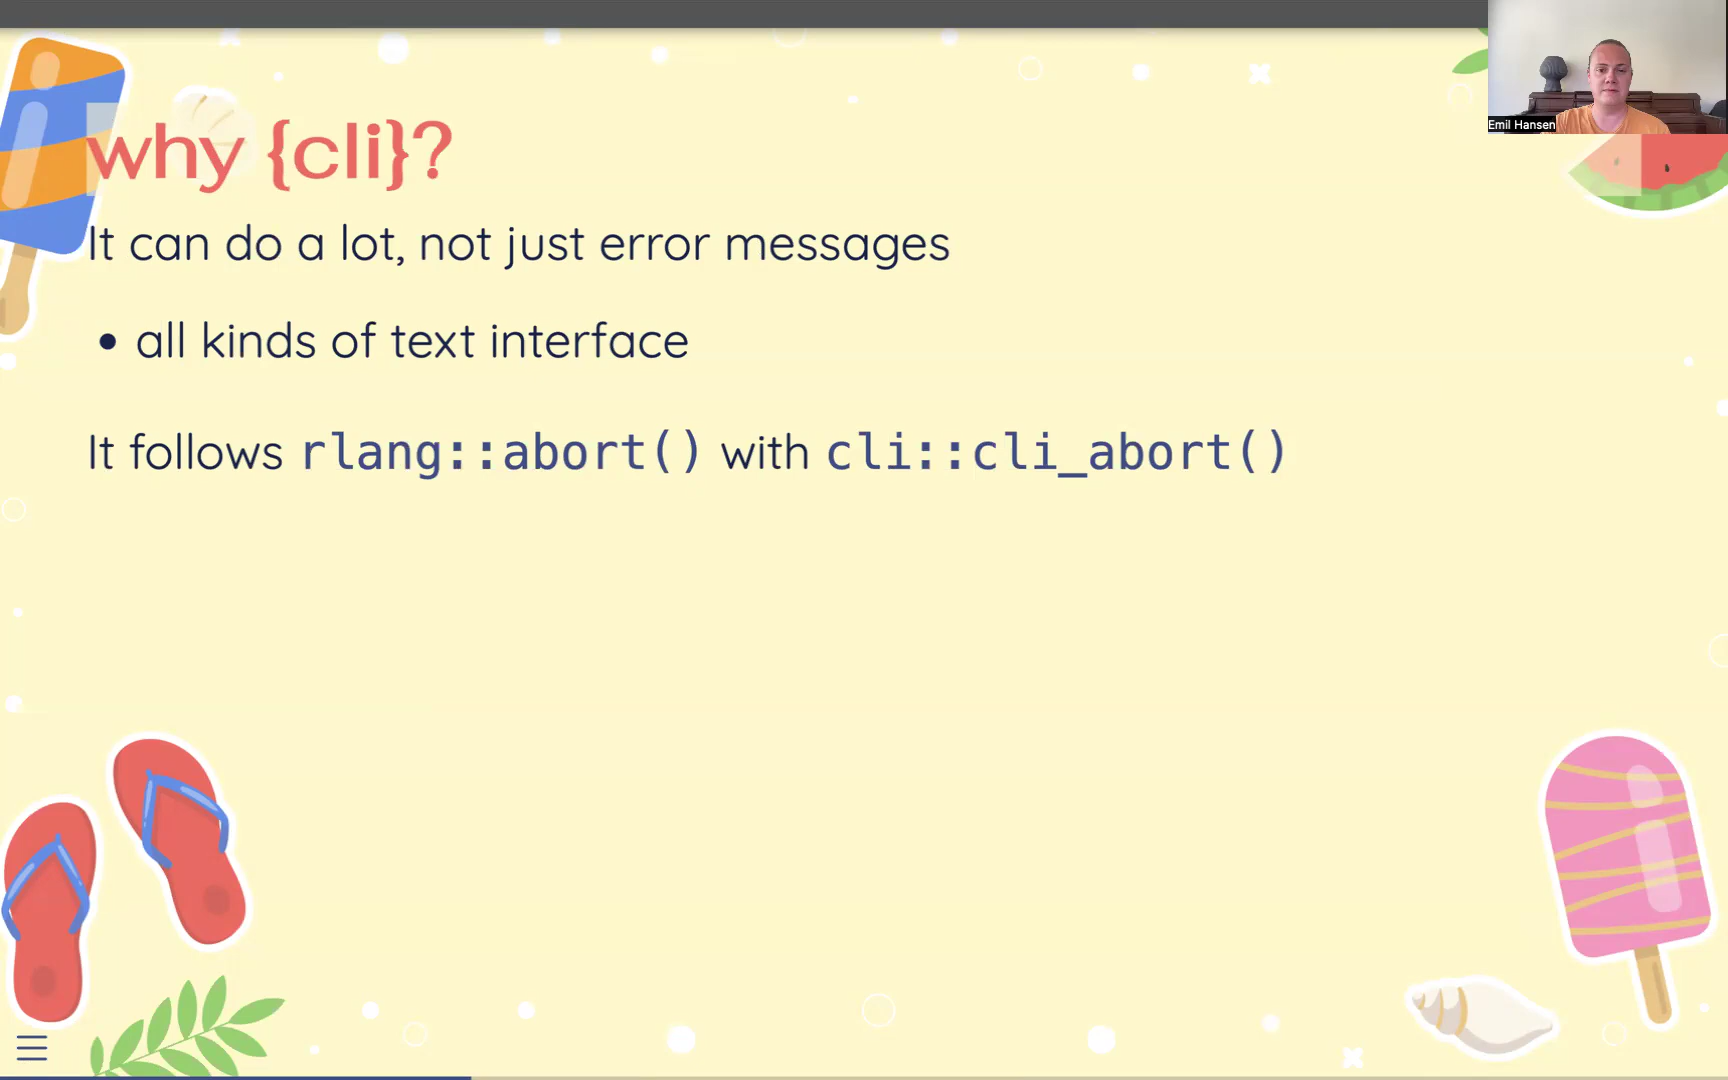 Emil Hansen
why {cli}?
It can do a lot, not just error messages
• all kinds of text interface
It follows rlang::abort() with cli::cli_abort()